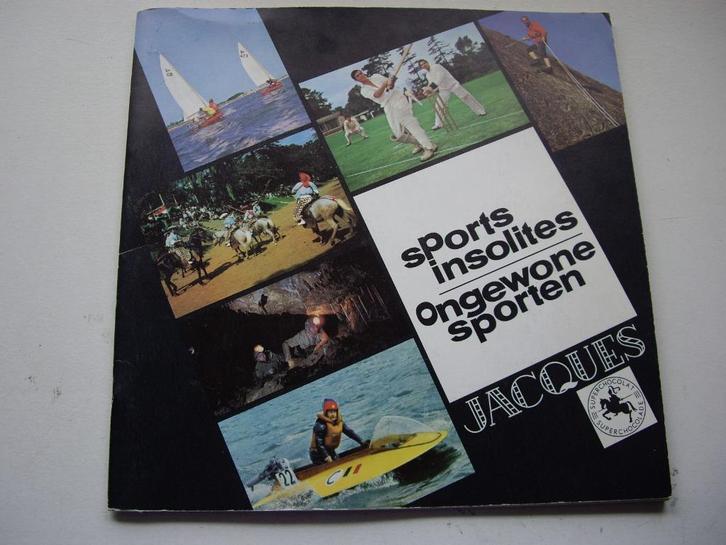 sports
insolites
ongewone
sporten
JACQUES
SUPERCHOCOLAT
SUPERCHOCOLADE
22
C